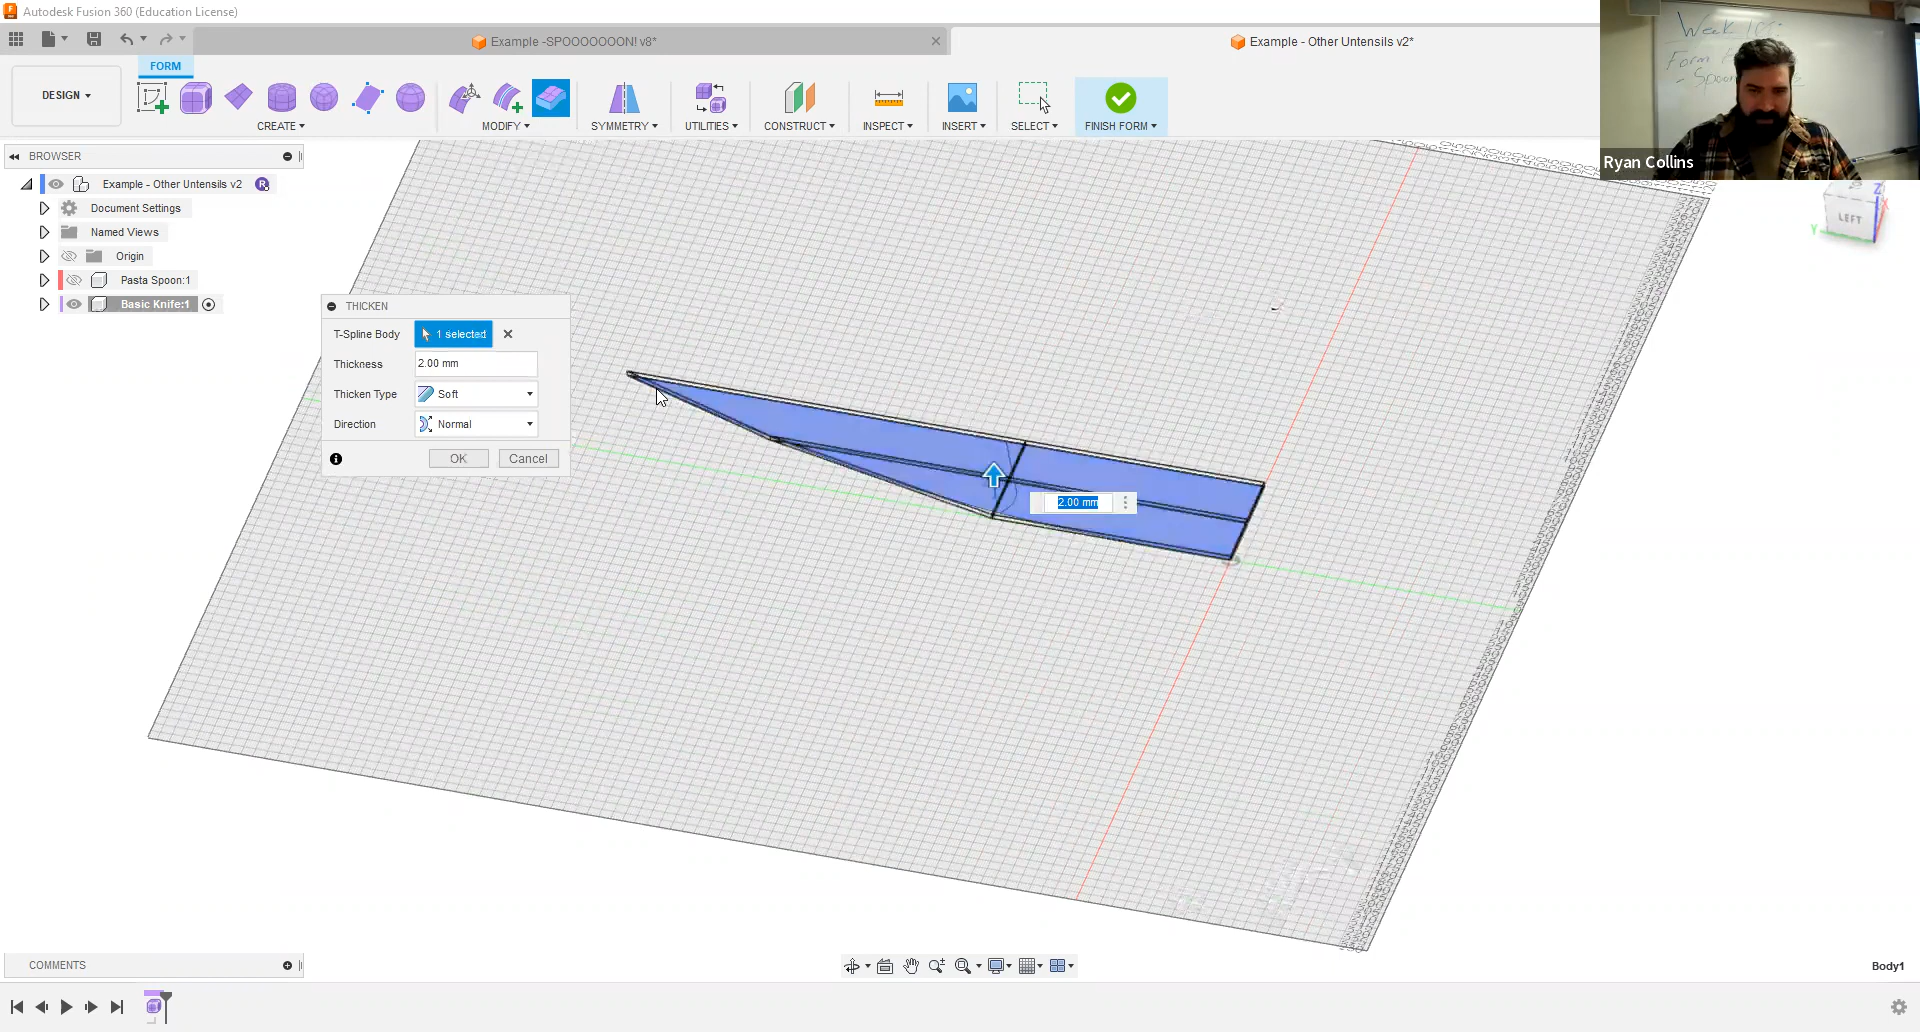 Autodesk Fusion 360 (Education License)
Example -SPOOOOOOON! v8*
Example - Other Untensils v2*
FORM
DESIGN
CREATE
MODIFY
SYMMETRY
UTILITIES
CONSTRUCT
INSPECT
INSERT
SELECT
FINISH FORM
Ryan Collins
BROWSER
Example - Other Untensils v2
R
Document Settings
Named Views
Origin
Pasta Spoon:1
Basic Knife:1
THICKEN
T-Spline Body
1 selected
Thickness
2.00 mm
Thicken Type
Soft
Direction
Normal
OK
Cancel
2.00 mm
Z
LEFT
Y
COMMENTS
Body1